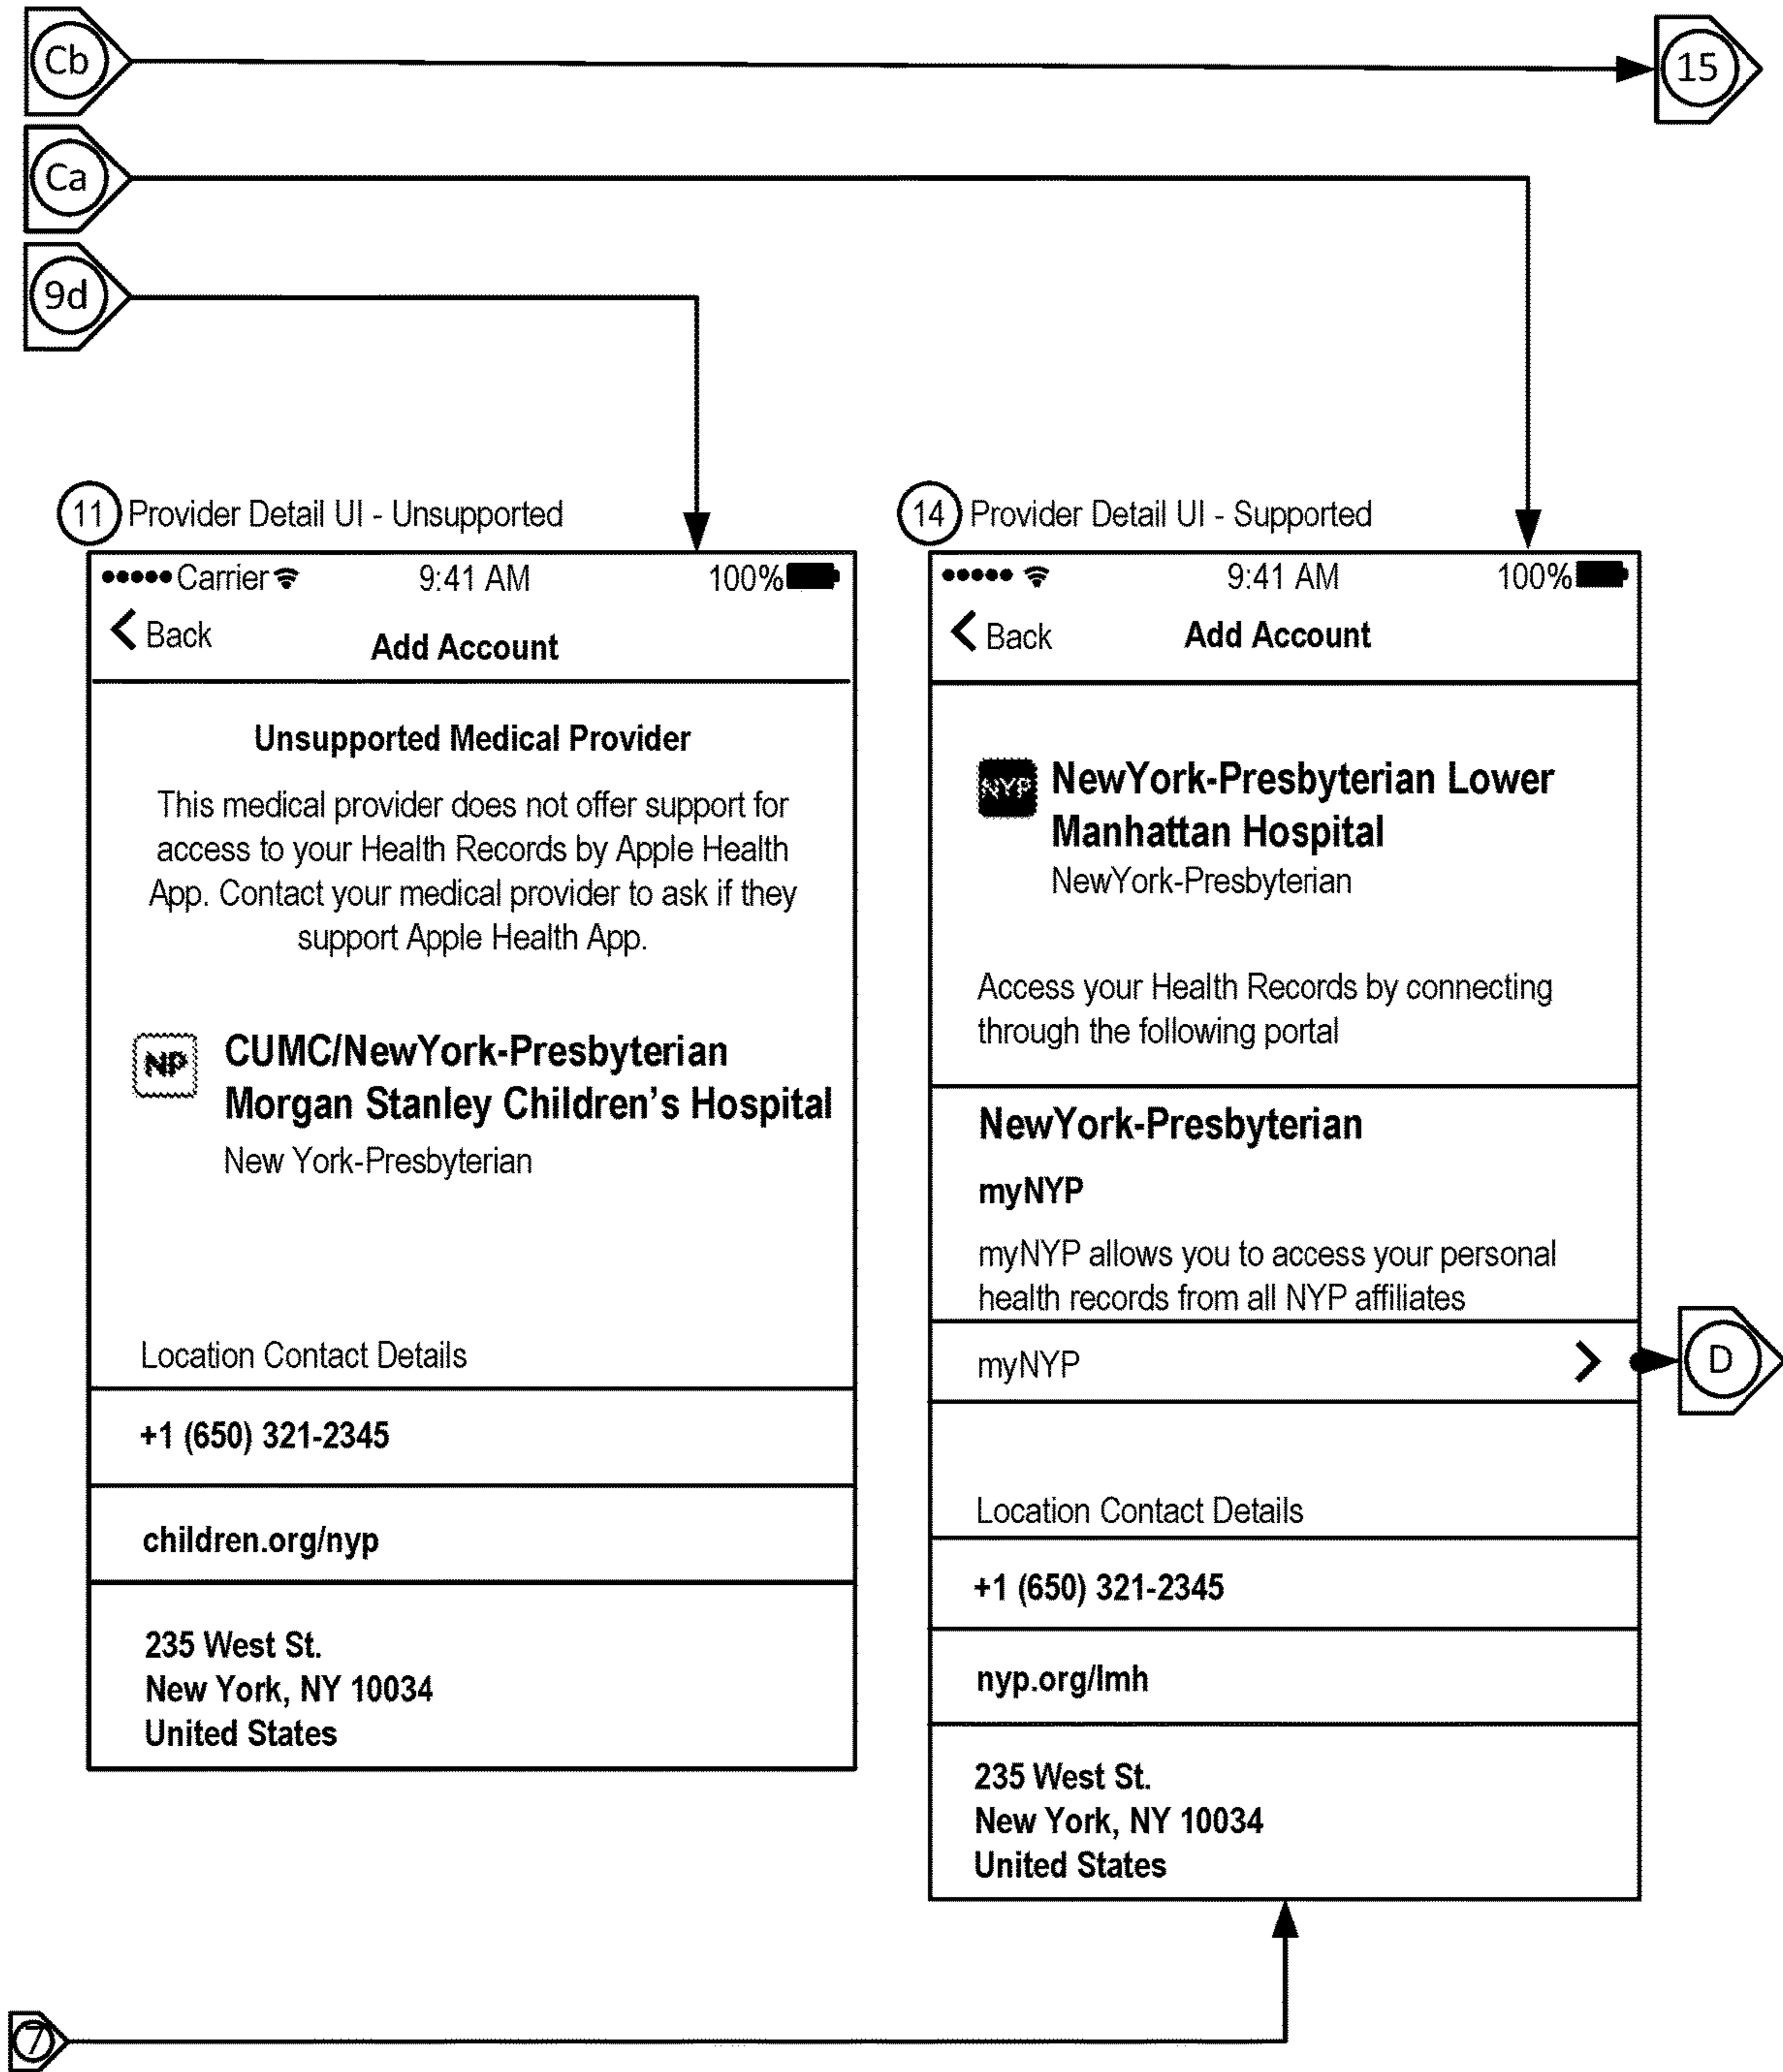 Cb
15
Ca
9d
11 Provider Detail UI - Unsupported
Carrier 9:41 AM 100%
Back
Add Account
Unsupported Medical Provider
This medical provider does not offer support for
access to your Health Records by Apple Health
App. Contact your medical provider to ask if they
support Apple Health App.
NP
CUMC/NewYork-Presbyterian
Morgan Stanley Children's Hospital
New York-Presbyterian
Location Contact Details
+1 (650) 321-2345
children.org/nyp
235 West St.
New York, NY 10034
United States
14 Provider Detail UI - Supported
9:41 AM 100%
Back
Add Account
NYP
NewYork-Presbyterian Lower
Manhattan Hospital
NewYork-Presbyterian
Access your Health Records by connecting
through the following portal
NewYork-Presbyterian
myNYP
myNYP allows you to access your personal
health records from all NYP affiliates
myNYP
D
Location Contact Details
+1 (650) 321-2345
nyp.org/lmh
235 West St.
New York, NY 10034
United States
7